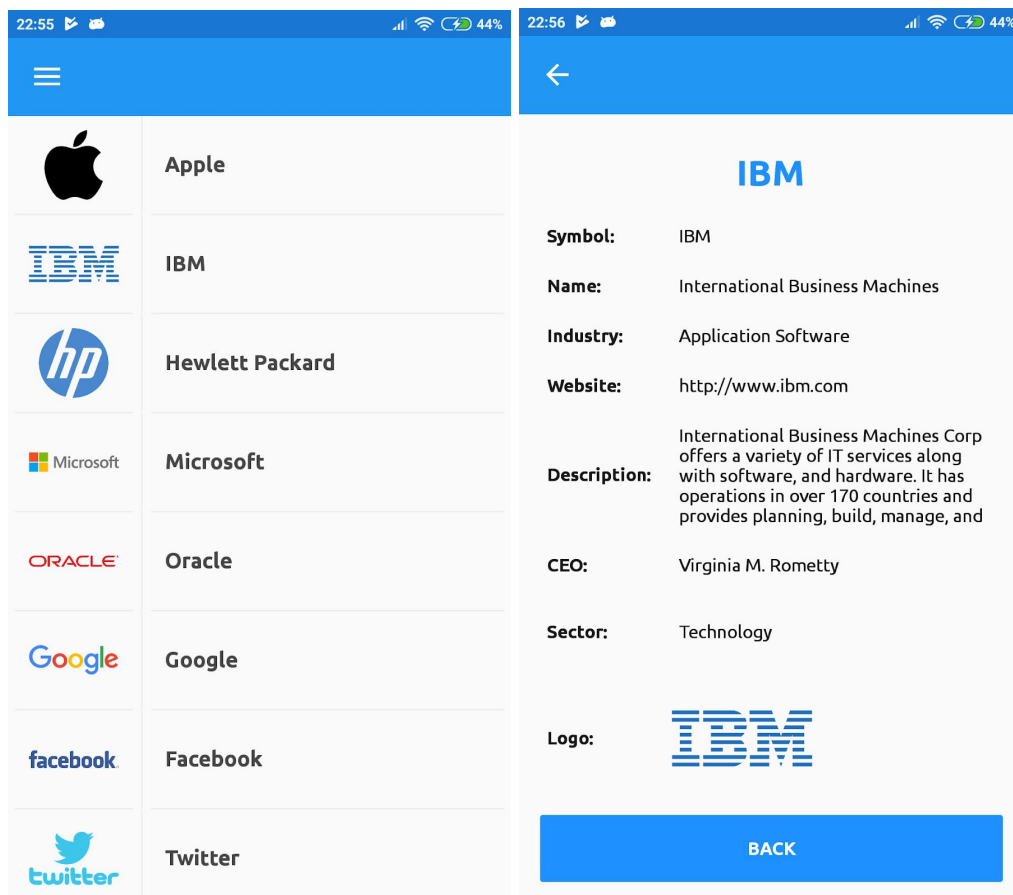 22:55
44%
Apple
IBM
IBM
hp
Hewlett Packard
Microsoft
Microsoft
ORACLE
Oracle
Google
Google
facebook
Facebook
twitter
Twitter
22:56
44%
IBM
Symbol: IBM
Name: International Business Machines
Industry: Application Software
Website: http://www.ibm.com
Description: International Business Machines Corp
offers a variety of IT services along
with software, and hardware. It has
operations in over 170 countries and
provides planning, build, manage, and
CEO: Virginia M. Rometty
Sector: Technology
Logo: IBM
BACK